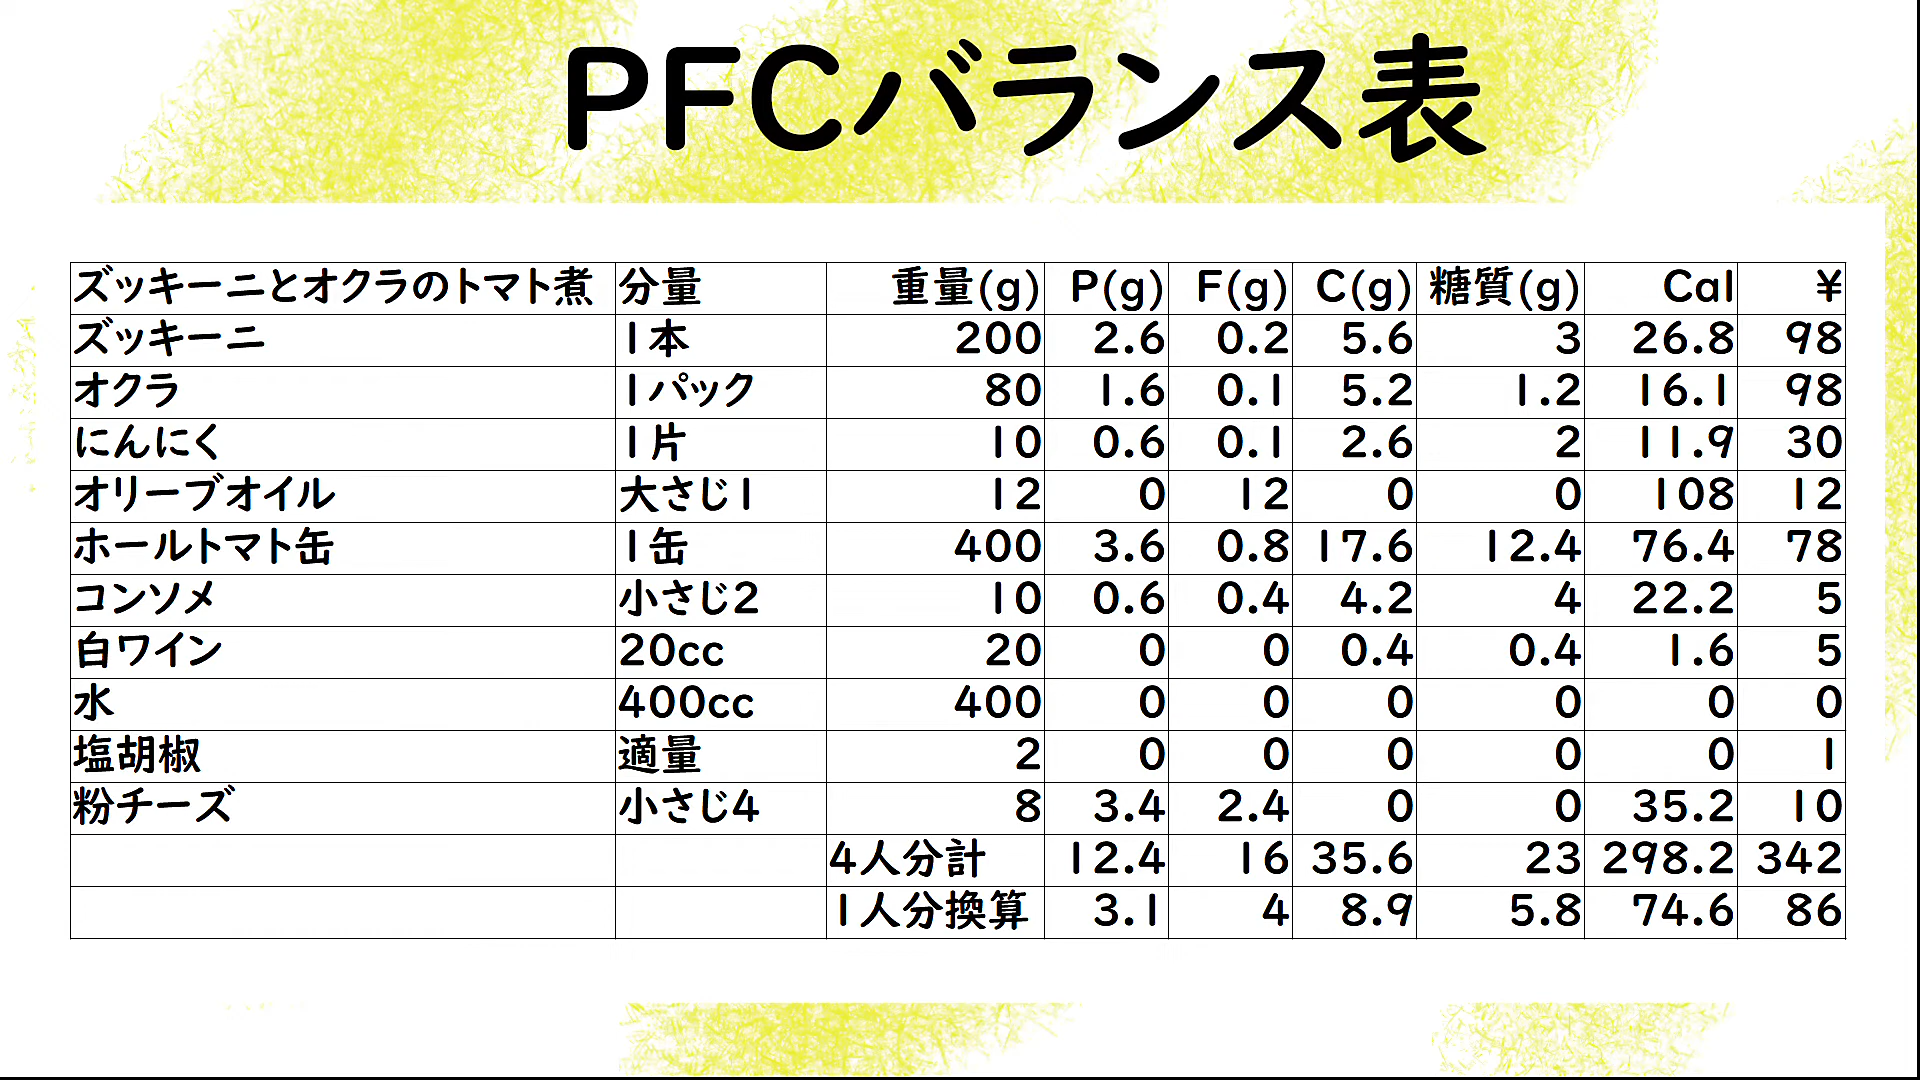 PFCバランス表
ズッキーニとオクラのトマト煮 分量 重量(g) P(g) F(g) C(g) 糖質(g) Cal ¥
ズッキーニ 1本 200 2.6 0.2 5.6 3 26.8 98
オクラ 1パック 80 1.6 0.1 5.2 1.2 16.1 98
にんにく 1片 10 0.6 0.1 2.6 2 11.9 30
オリーブオイル 大さじ1 12 0 12 0 0 108 12
ホールトマト缶 1缶 400 3.6 0.8 17.6 12.4 76.4 78
コンソメ 小さじ2 10 0.6 0.4 4.2 4 22.2 5
白ワイン 20cc 20 0 0 0.4 0.4 1.6 5
水 400cc 400 0 0 0 0 0 0
塩胡椒 適量 2 0 0 0 0 0 1
粉チーズ 小さじ4 8 3.4 2.4 0 0 35.2 10
4人分計 12.4 16 35.6 23 298.2 342
1人分換算 3.1 4 8.9 5.8 74.6 86